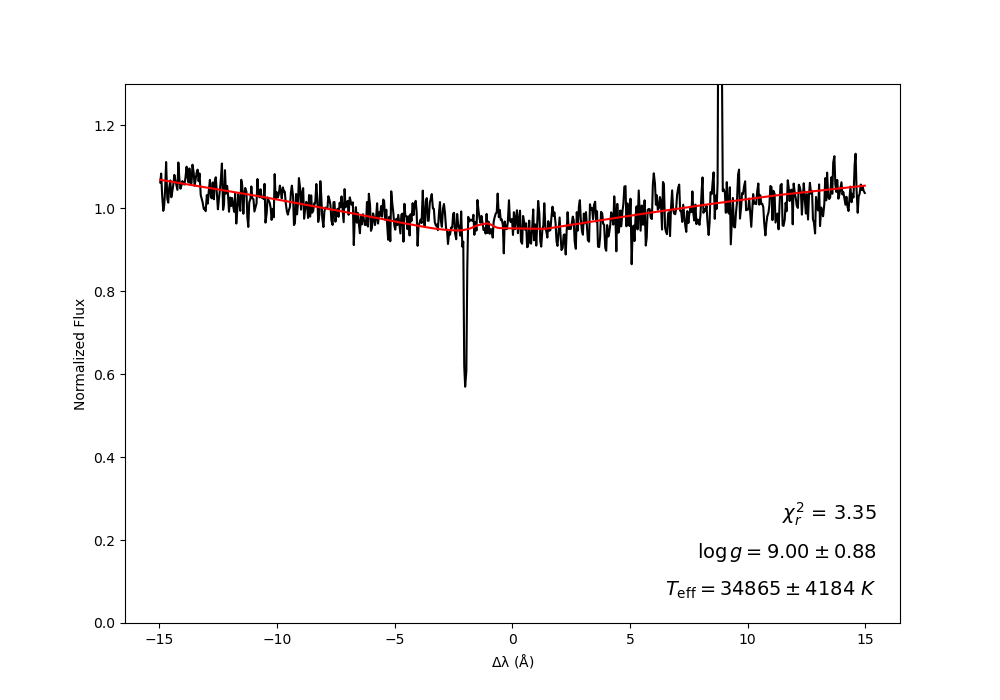 1.2
1.0
0.8
0.6
0.4
0.2
0.0
Normalized Flux
χ²ᵣ = 3.35
log g = 9.00 ± 0.88
T_eff = 34865 ± 4184 K
−15 −10 −5 0 5 10 15
Δλ (Å)